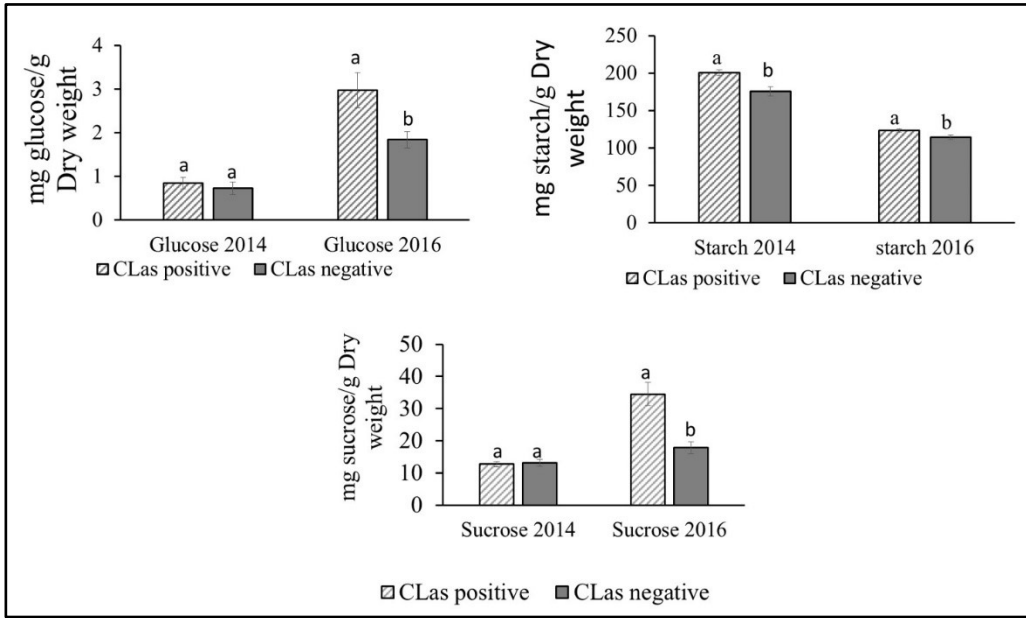 mg glucose/g
Dry weight
4
3
2
1
0
a
a
a
b
Glucose 2014
Glucose 2016
CLas positive
CLas negative
mg starch/g Dry
weight
250
200
150
100
50
0
a
b
a
b
Starch 2014
starch 2016
CLas positive
CLas negative
mg sucrose/g Dry
weight
50
40
30
20
10
0
a
a
a
b
Sucrose 2014
Sucrose 2016
CLas positive
CLas negative